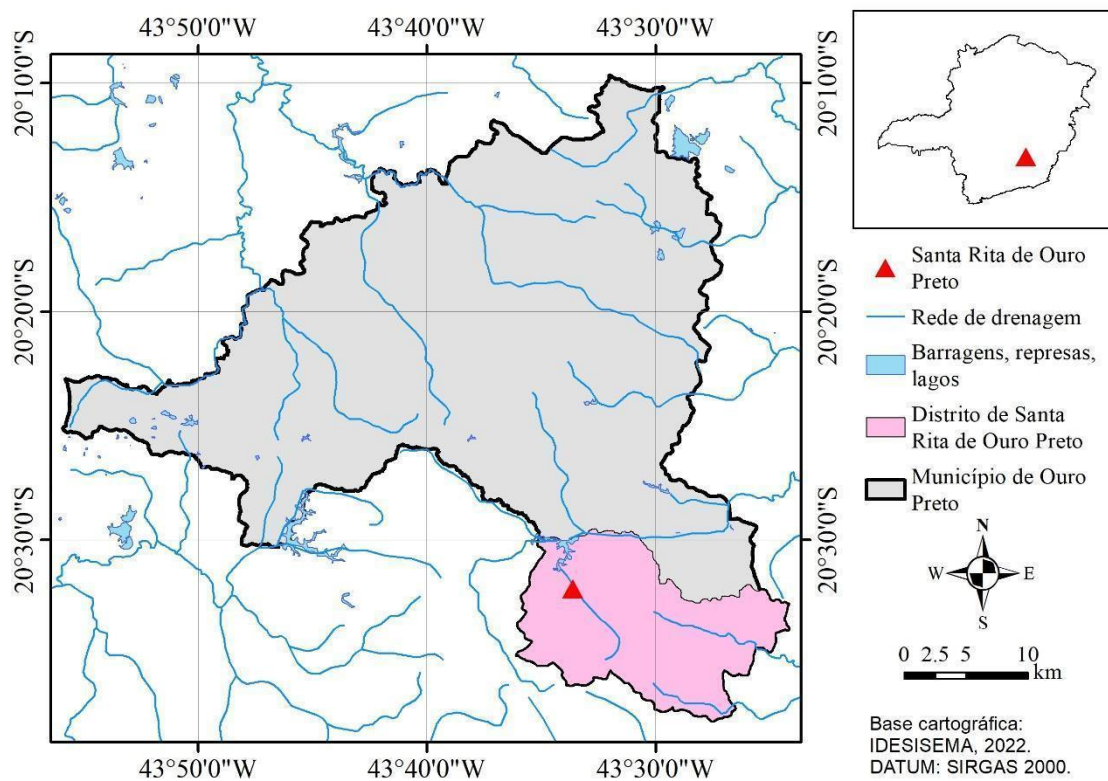 43°50'0"W 43°40'0"W 43°30'0"W
20°10'0"S 20°10'0"S
20°20'0"S 20°20'0"S
20°30'0"S 20°30'0"S
43°50'0"W 43°40'0"W 43°30'0"W
Santa Rita de Ouro
Preto
Rede de drenagem
Barragens, represas,
lagos
Distrito de Santa
Rita de Ouro Preto
Município de Ouro
Preto
N
W E
S
0 2.5 5 10
km
Base cartográfica:
IDESISEMA, 2022.
DATUM: SIRGAS 2000.